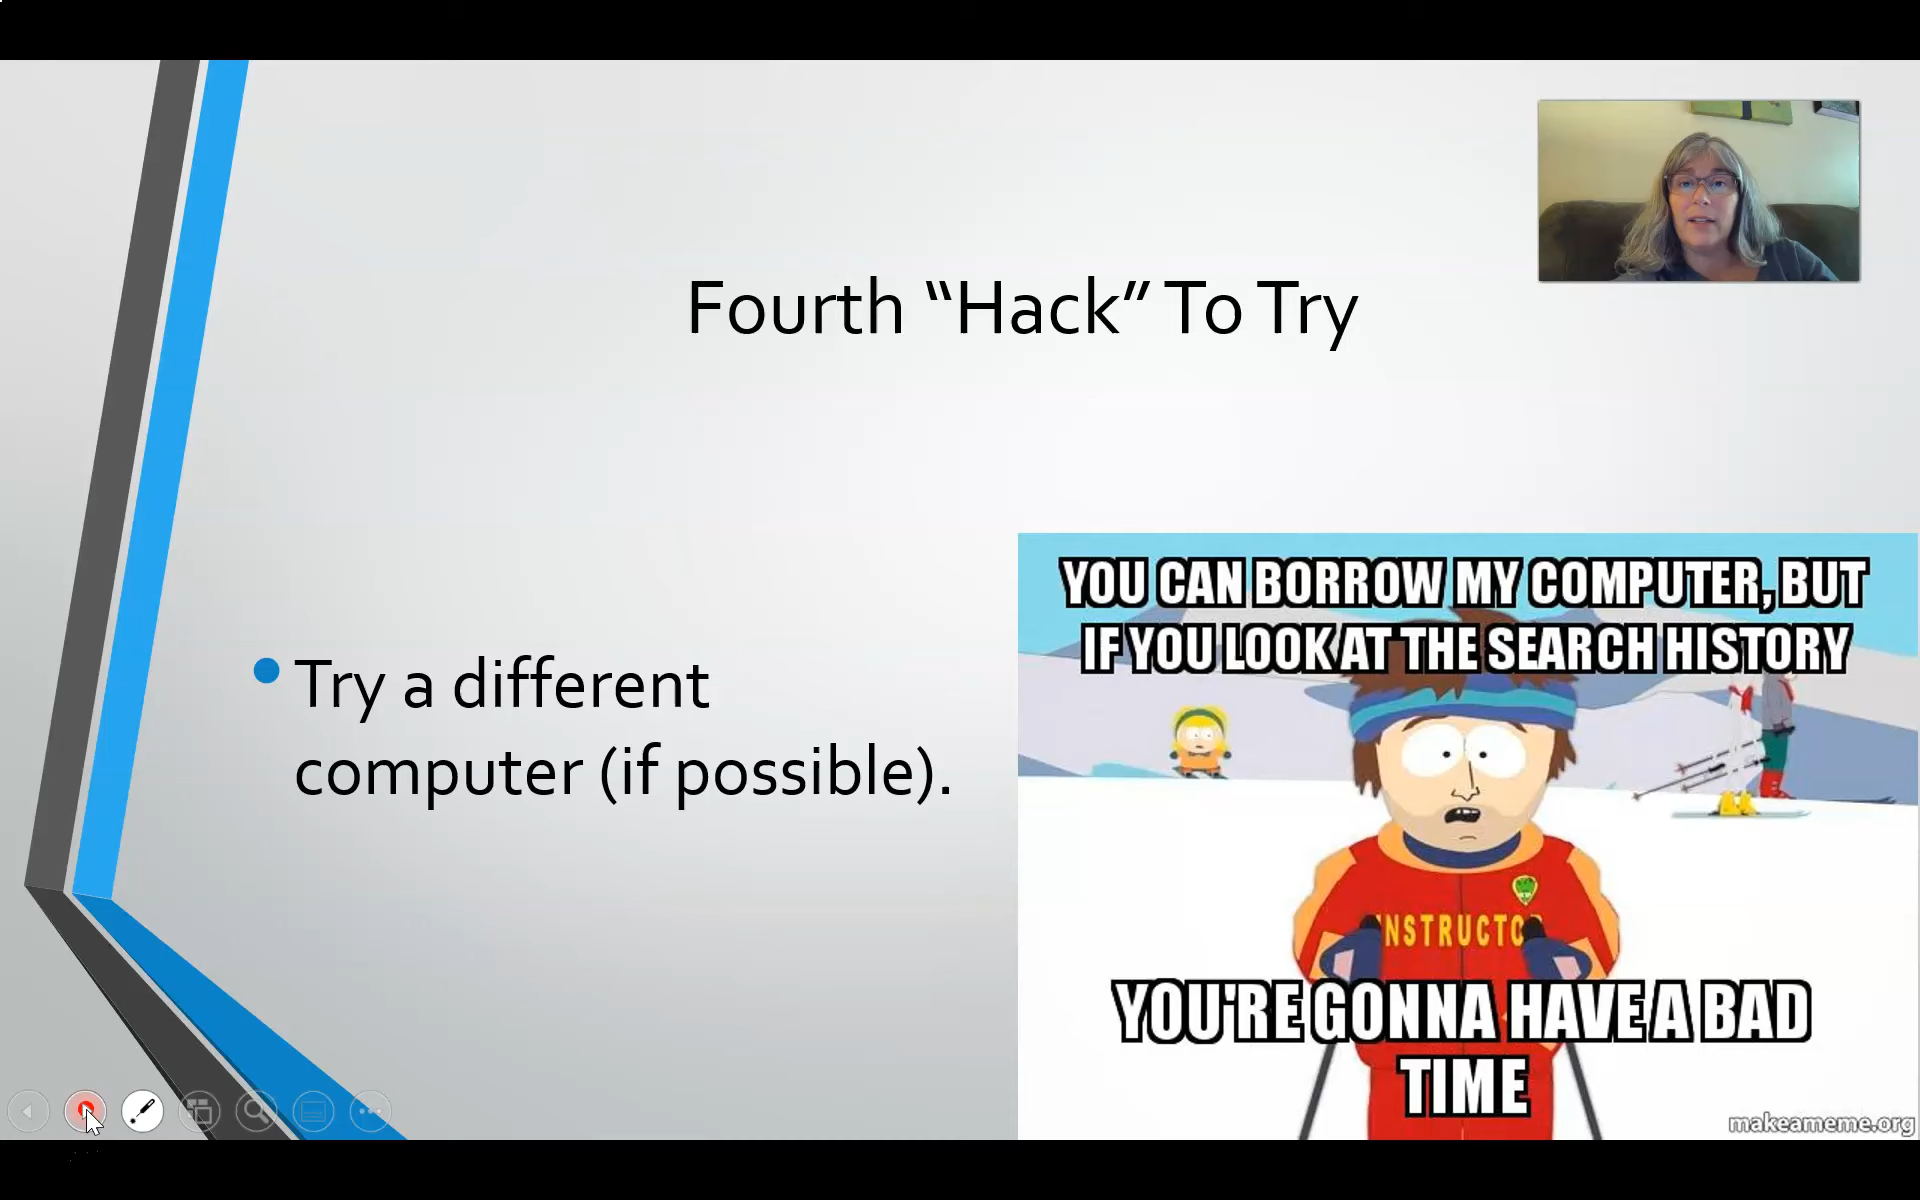 Fourth “Hack” To Try
Try a different
computer (if possible).
YOU CAN BORROW MY COMPUTER, BUT
IF YOU LOOK AT THE SEARCH HISTORY
INSTRUCTO
YOU'RE GONNA HAVE A BAD
TIME
makeameme.org